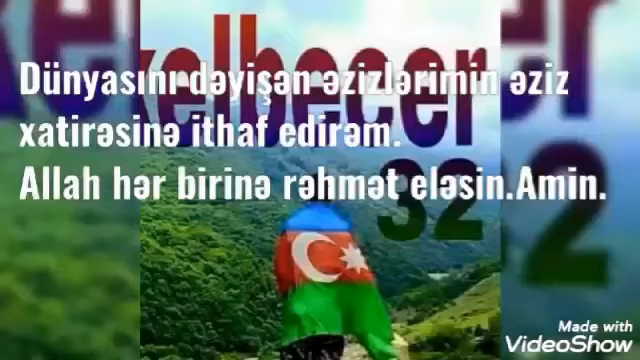 kelbecer
Dünyasını dəyişən əzizlərimin əziz
xatirəsinə ithaf edirəm.
Allah hər birinə rəhmət eləsin.Amin.
32
Made with
VideoShow